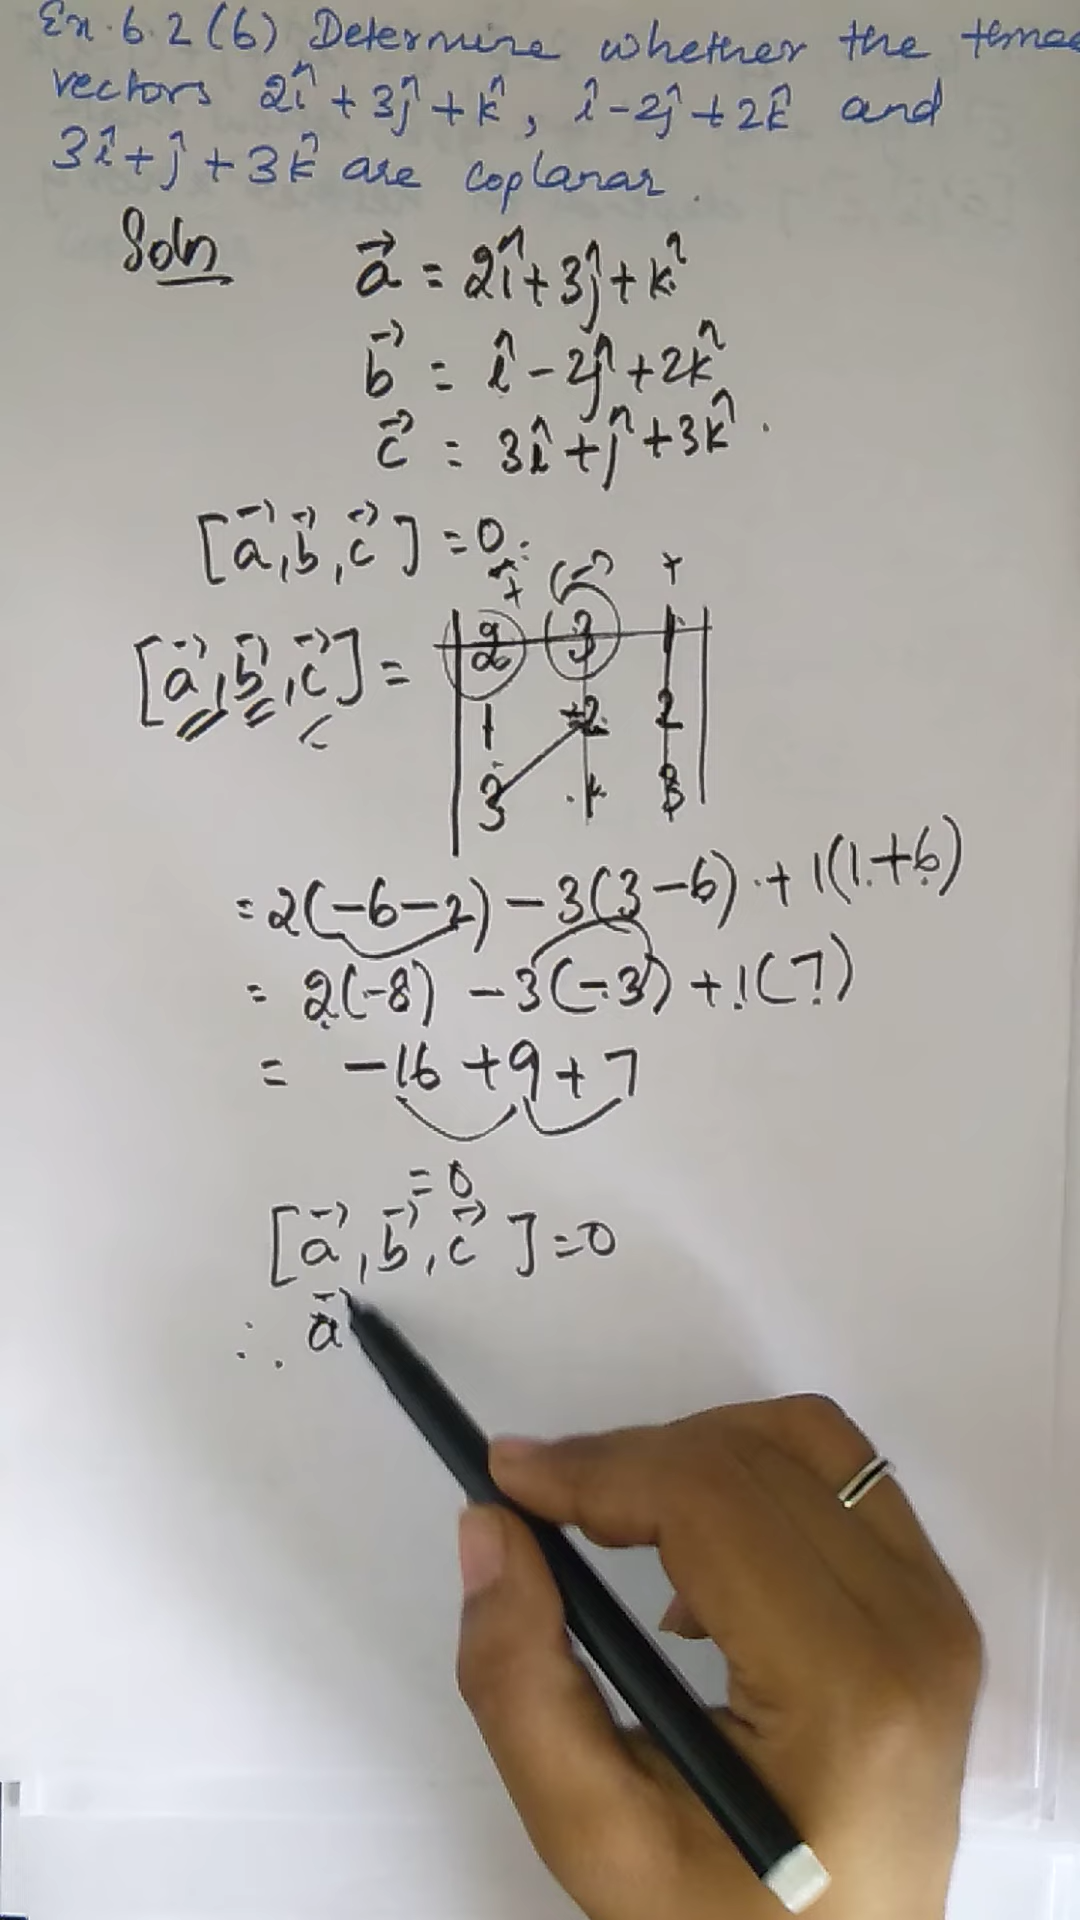 Ex. 6.2 (6) Determine whether the three
vectors 2î + 3ĵ + k̂, î - 2ĵ + 2k̂ and
3î + ĵ + 3k̂ are coplanar.
Soln
a⃗ = 2î + 3ĵ + k̂
b⃗ = î - 2ĵ + 2k̂
c⃗ = 3î + ĵ + 3k̂.
[a⃗, b⃗, c⃗] = 0
+ - +
[a⃗, b⃗, c⃗] = | 2 3 1 |
| 1 -2 2 |
| 3 1 3 |
= 2(-6-2) - 3(3-6) + 1(1+6)
= 2(-8) - 3(-3) + 1(7)
= -16 + 9 + 7
= 0
[a⃗, b⃗, c⃗] = 0
∴ a⃗